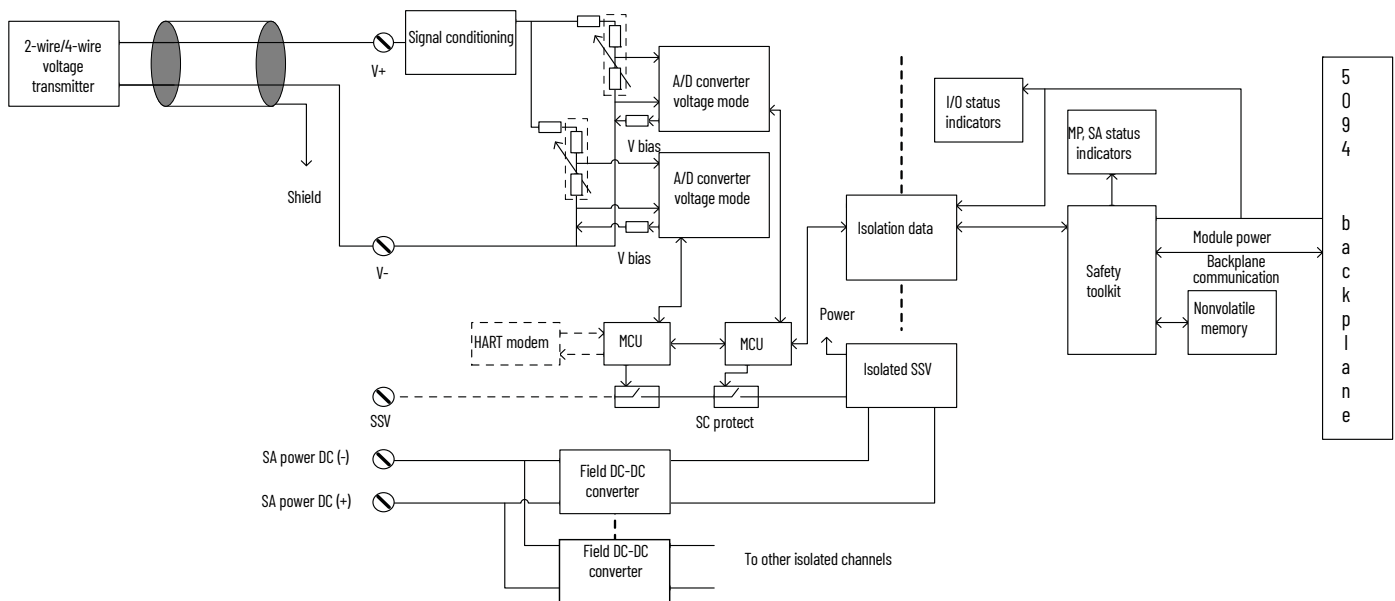 2-wire/4-wire
voltage
transmitter
V+
Signal conditioning
Shield
V-
A/D converter
voltage mode
V bias
A/D converter
voltage mode
V bias
HART modem
MCU
MCU
SSV
SC protect
SA power DC (-)
SA power DC (+)
Field DC-DC
converter
Field DC-DC
converter
To other isolated channels
Isolation data
Power
Isolated SSV
I/O status
indicators
MP, SA status
indicators
Safety
toolkit
Module power
Backplane
communication
Nonvolatile
memory
5
0
9
4
b
a
c
k
p
l
a
n
e